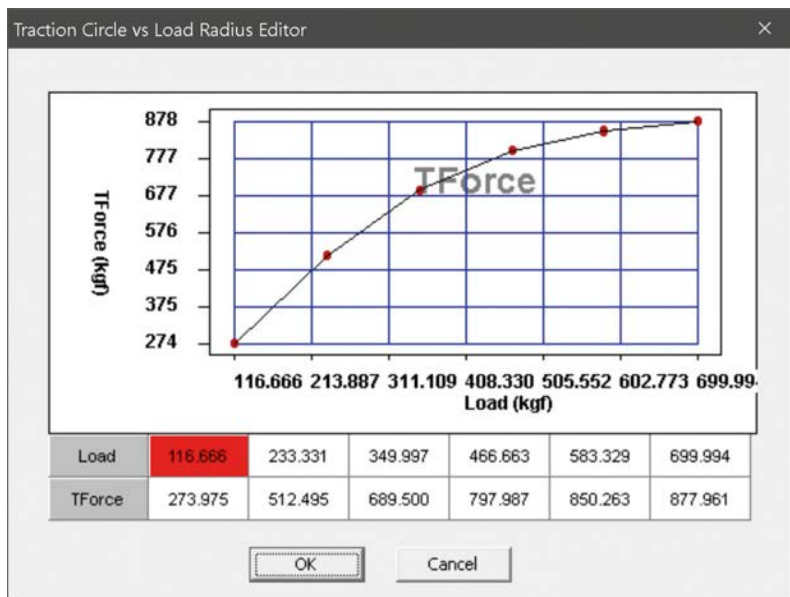 Traction Circle vs Load Radius Editor
878
777
677
576
475
375
274
TForce (kgf)
TForce
116.666 213.887 311.109 408.330 505.552 602.773 699.99
Load (kgf)
Load 116.666 233.331 349.997 466.663 583.329 699.994
TForce 273.975 512.495 689.500 797.987 850.263 877.961
OK Cancel